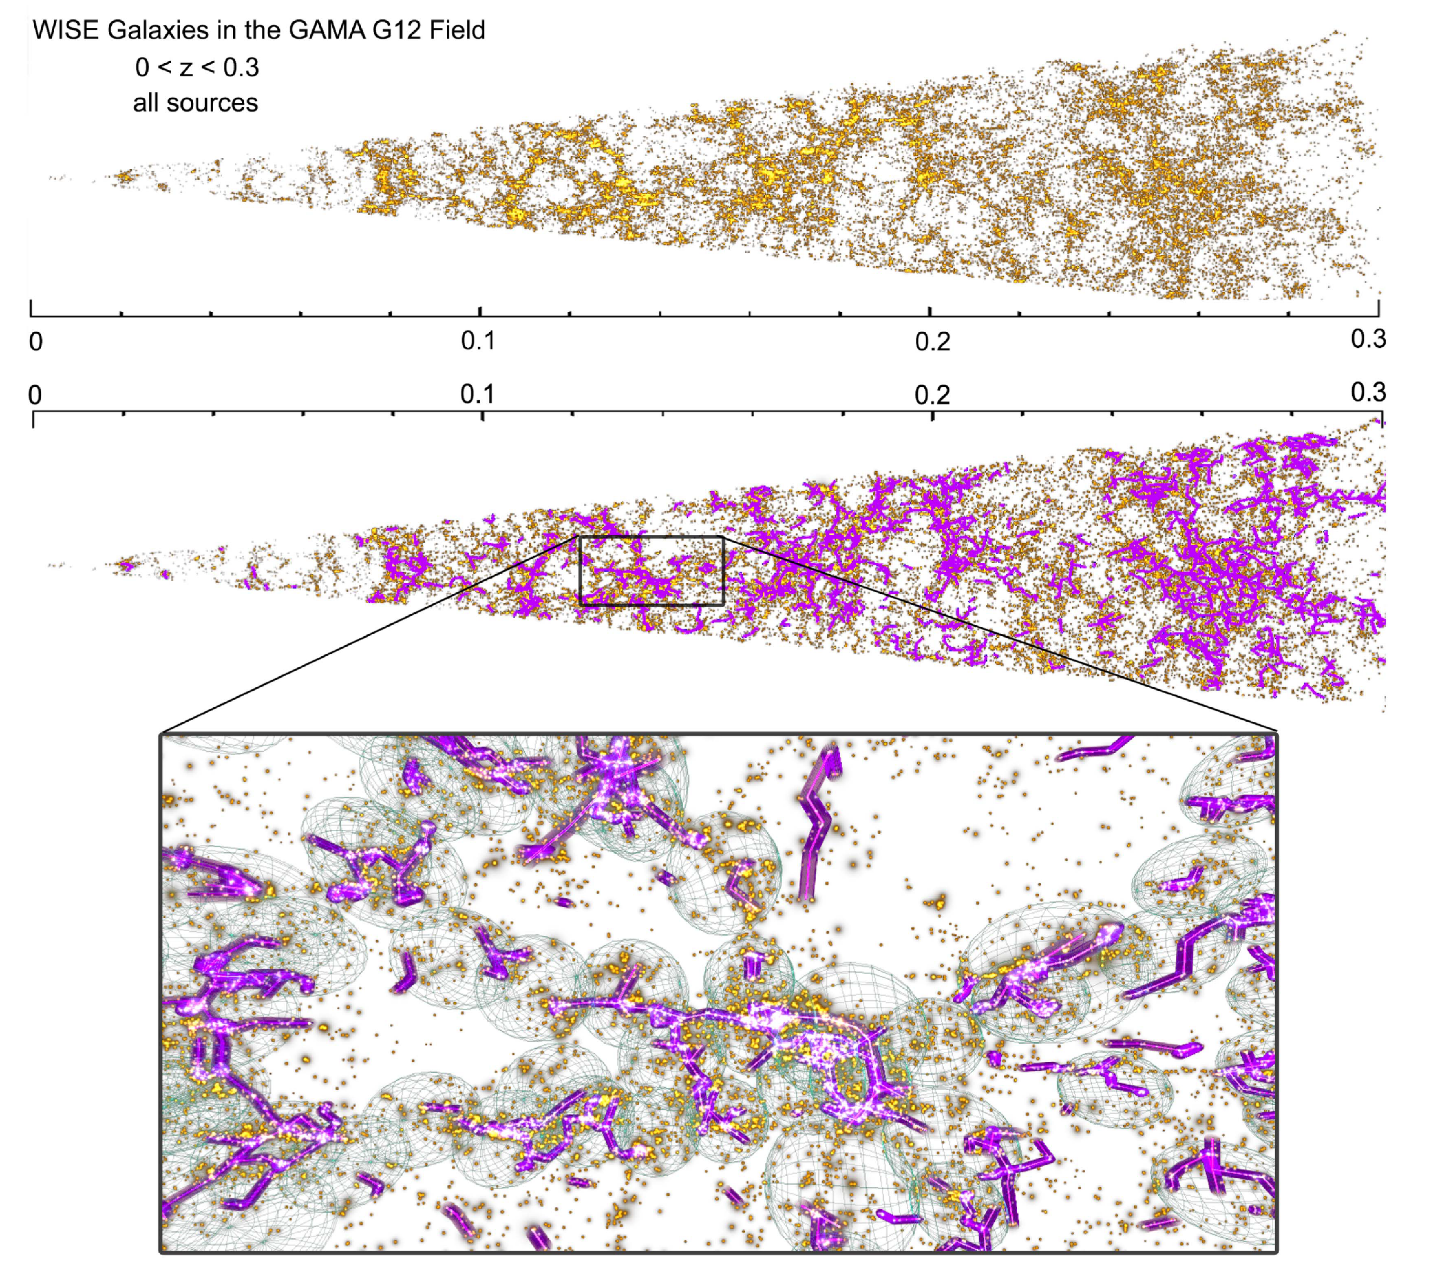 WISE Galaxies in the GAMA G12 Field
0 < z < 0.3
all sources
0 0.1 0.2 0.3
0 0.1 0.2 0.3